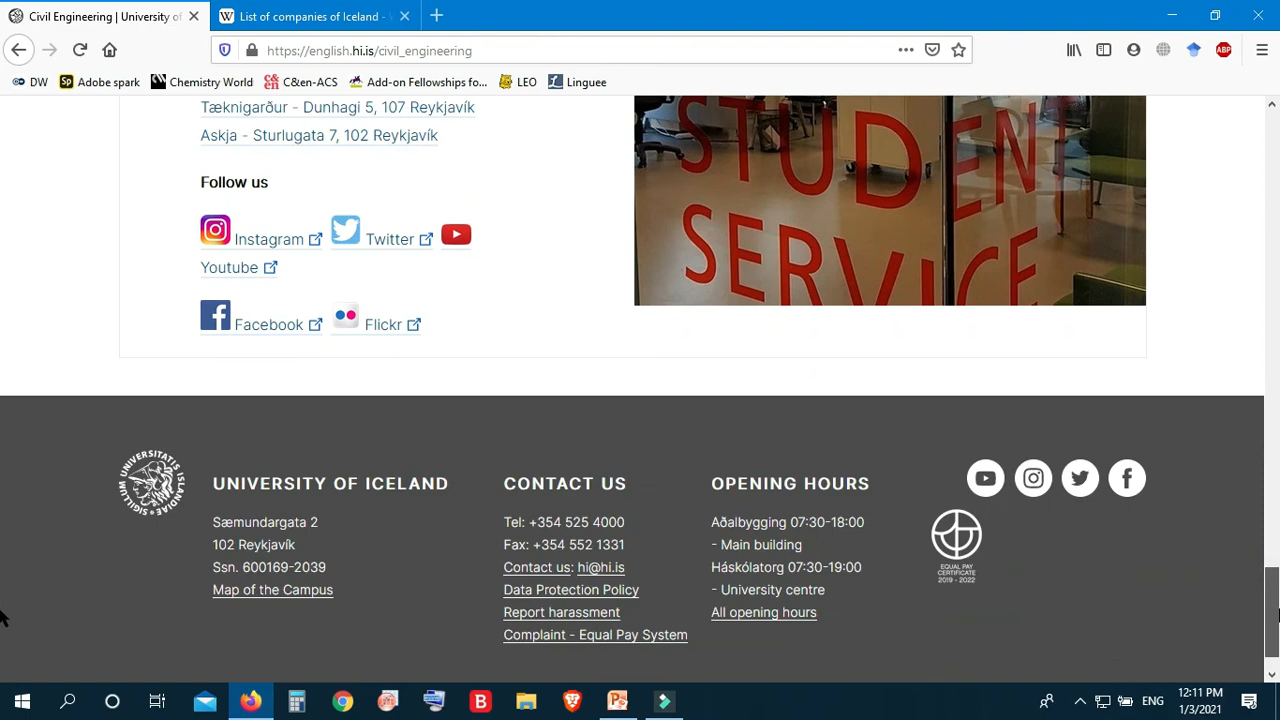 Civil Engineering | University of
List of companies of Iceland -
https://english.hi.is/civil_engineering
DW
Adobe spark
Chemistry World
C&en-ACS
Add-on Fellowships fo...
LEO
Linguee
ABP
Tæknigarður - Dunhagi 5, 107 Reykjavík
Askja - Sturlugata 7, 102 Reykjavík
Follow us
Instagram
Twitter
Youtube
Facebook
Flickr
STUDENT
SERVICE
SIGILLUM UNIVERSITATIS ISLANDIAE
UNIVERSITY OF ICELAND
Sæmundargata 2
102 Reykjavík
Ssn. 600169-2039
Map of the Campus
CONTACT US
Tel: +354 525 4000
Fax: +354 552 1331
Contact us: hi@hi.is
Data Protection Policy
Report harassment
Complaint - Equal Pay System
OPENING HOURS
Aðalbygging 07:30-18:00
- Main building
Háskólatorg 07:30-19:00
- University centre
All opening hours
EQUAL PAY
CERTIFICATE
2019 - 2022
ENG
12:11 PM
1/3/2021